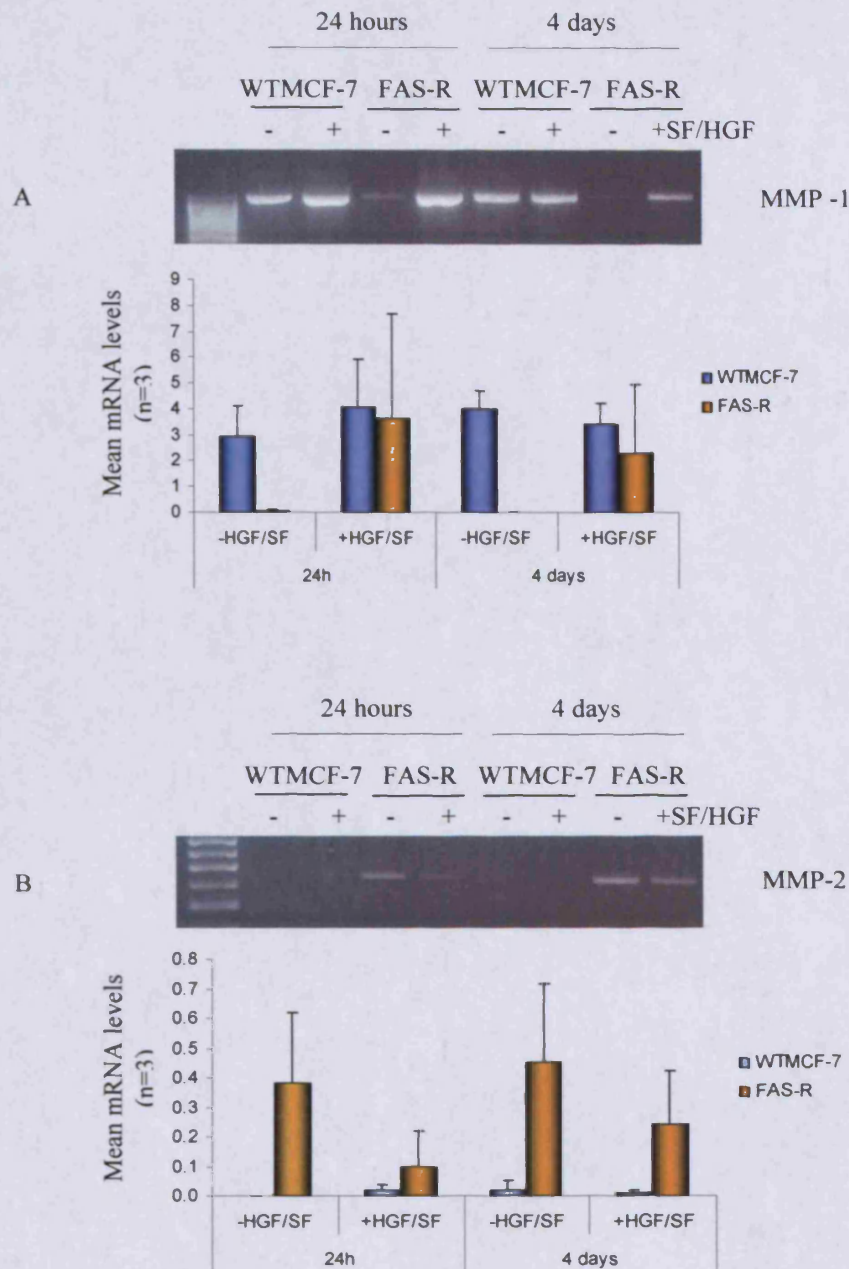 24 hours 4 days
WTMCF-7 FAS-R WTMCF-7 FAS-R
- + - + - + - +SF/HGF
A MMP -1
Mean mRNA levels
(n=3)
9
8
7
6
5
4
3
2
1
0
WTMCF-7
FAS-R
-HGF/SF +HGF/SF -HGF/SF +HGF/SF
24h 4 days
24 hours 4 days
WTMCF-7 FAS-R WTMCF-7 FAS-R
- + - + - + - +SF/HGF
B MMP-2
Mean mRNA levels
(n=3)
0.8
0.7
0.6
0.5
0.4
0.3
0.2
0.1
0.0
WTMCF-7
FAS-R
-HGF/SF +HGF/SF -HGF/SF +HGF/SF
24h 4 days